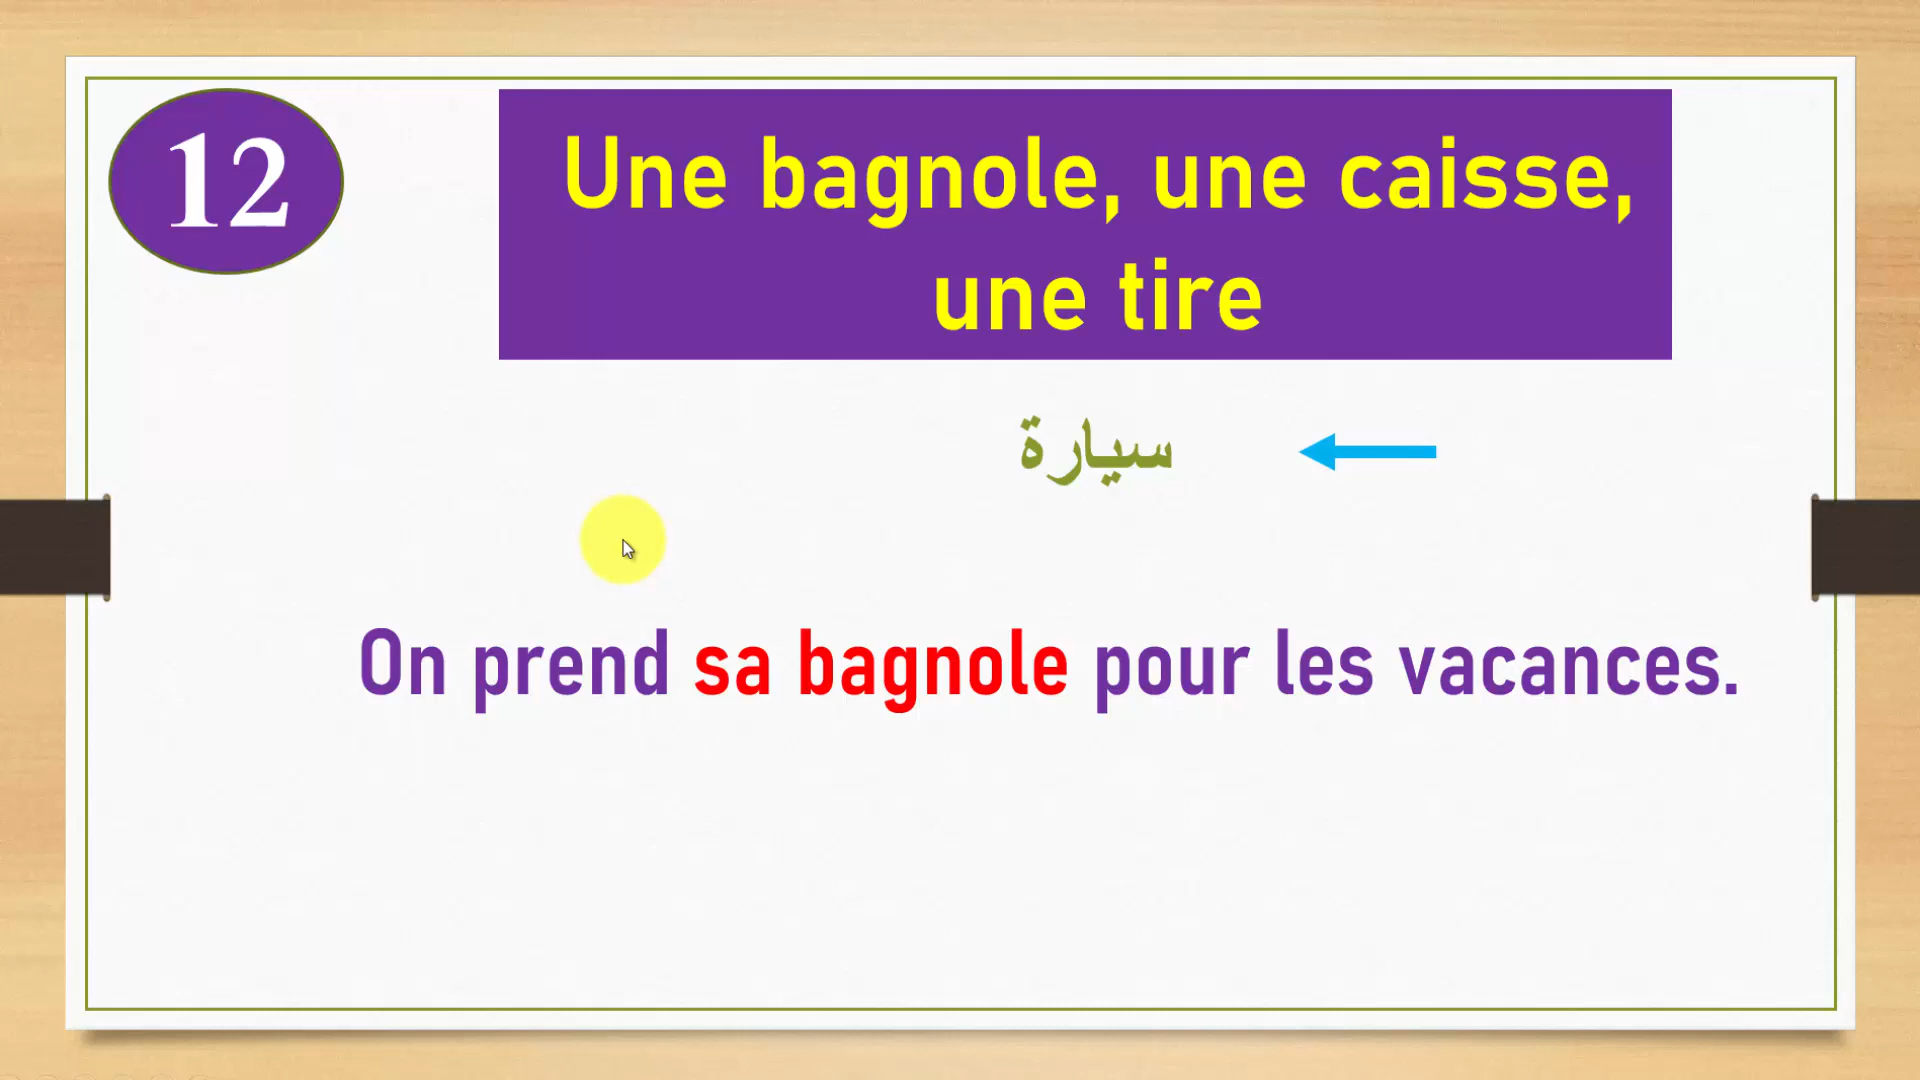 12
Une bagnole, une caisse,
une tire
سيارة
On prend sa bagnole pour les vacances.